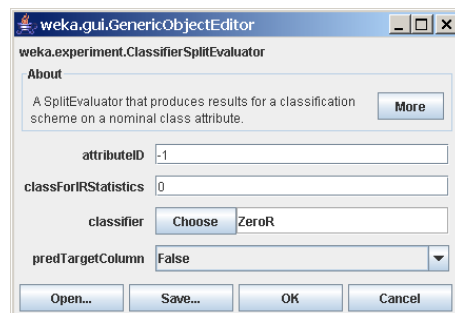 weka.gui.GenericObjectEditor
weka.experiment.ClassifierSplitEvaluator
About
A SplitEvaluator that produces results for a classification
scheme on a nominal class attribute.
More
attributeID -1
classForIRStatistics 0
classifier Choose ZeroR
predTargetColumn False
Open... Save... OK Cancel